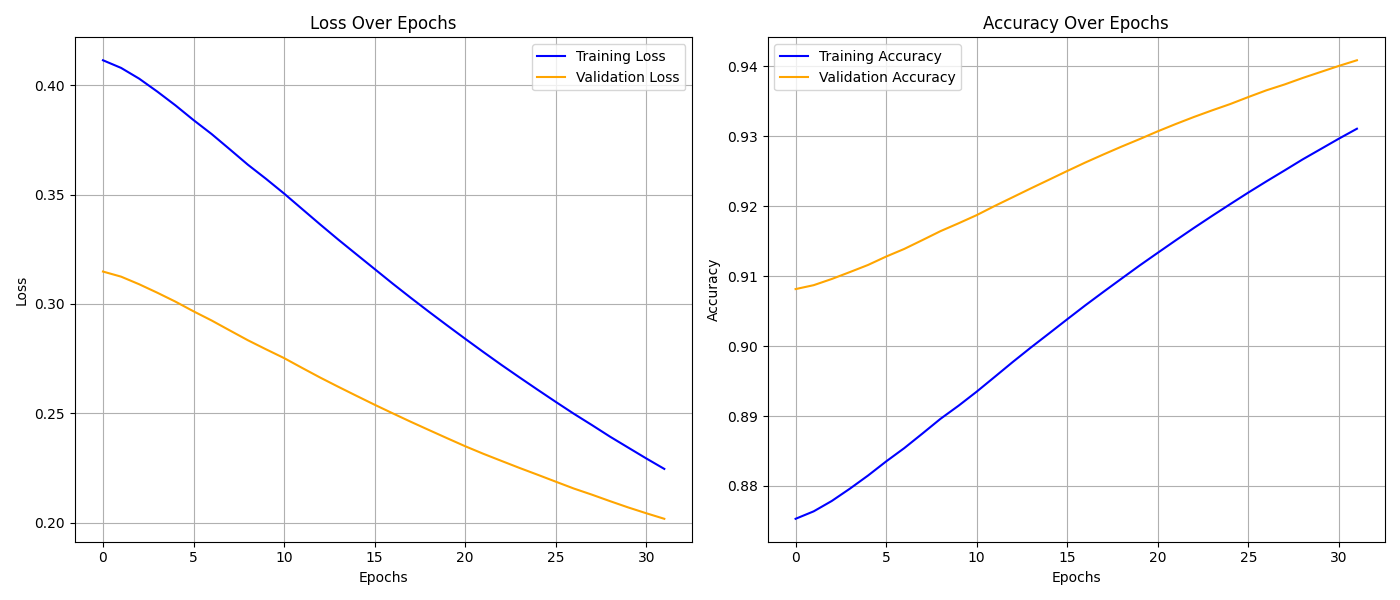 Loss Over Epochs
Training Loss
Validation Loss
0.40
0.35
0.30
0.25
0.20
Loss
0 5 10 15 20 25 30
Epochs
Accuracy Over Epochs
Training Accuracy
Validation Accuracy
0.94
0.93
0.92
0.91
0.90
0.89
0.88
Accuracy
0 5 10 15 20 25 30
Epochs